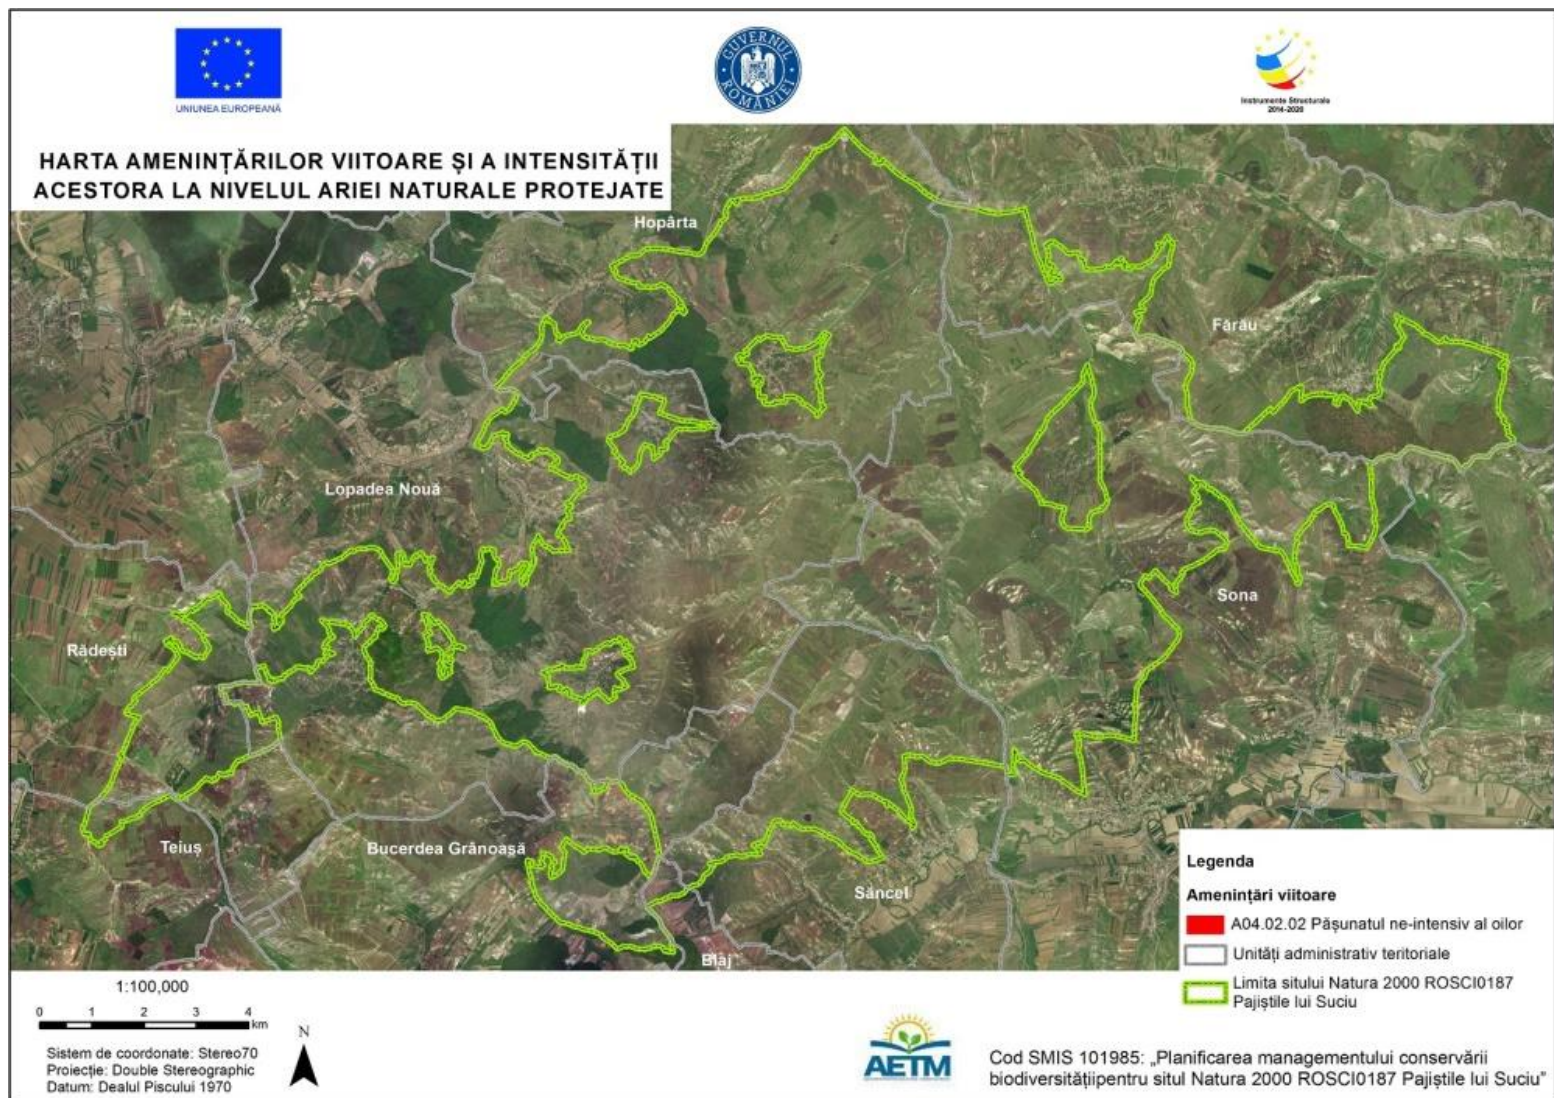 UNIUNEA EUROPEANĂ
GUVERNUL ROMÂNIEI
Instrumente Structurale
2014-2020
HARTA AMENINȚĂRILOR VIITOARE ȘI A INTENSITĂȚII
ACESTORA LA NIVELUL ARIEI NATURALE PROTEJATE
Hopârta
Fărău
Lopadea Nouă
Sona
Rădești
Teiuș
Bucerdea Grânoasă
Sâncel
Blaj
Legenda
Amenințări viitoare
A04.02.02 Pășunatul ne-intensiv al oilor
Unități administrativ teritoriale
Limita sitului Natura 2000 ROSCI0187
Pajiștile lui Suciu
1:100,000
0 1 2 3 4
km
N
Sistem de coordonate: Stereo70
Proiecție: Double Stereographic
Datum: Dealul Piscului 1970
AETM
Cod SMIS 101985: „Planificarea managementului conservării
biodiversitățiipentru situl Natura 2000 ROSCI0187 Pajiștile lui Suciu”